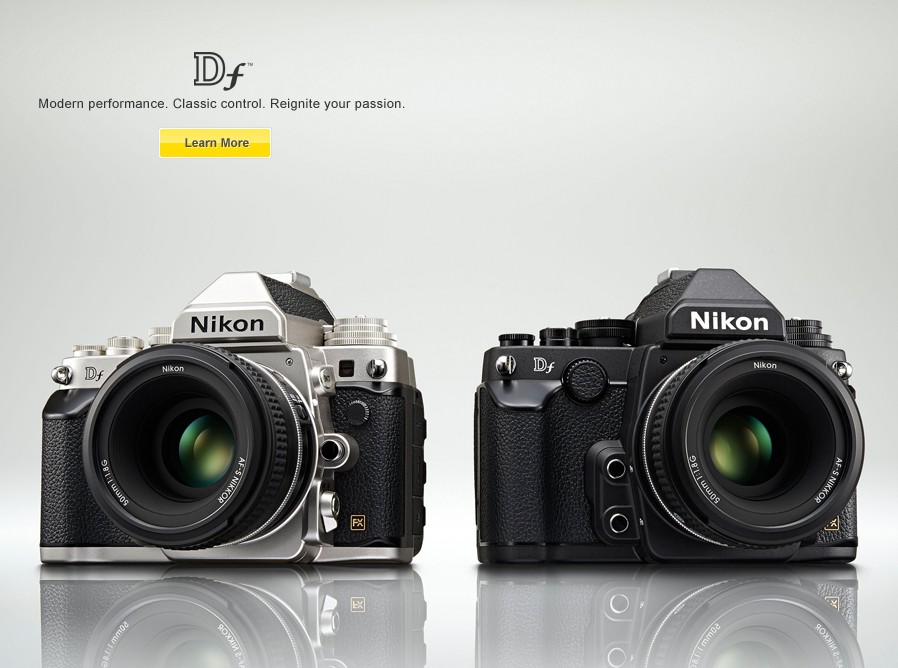 Df™
Modern performance. Classic control. Reignite your passion.
Learn More
Nikon
Df
Nikon
50mm 1:1.8G
AF-S NIKKOR
FX
Nikon
Df
Nikon
50mm 1:1.8G
AF-S NIKKOR
FX